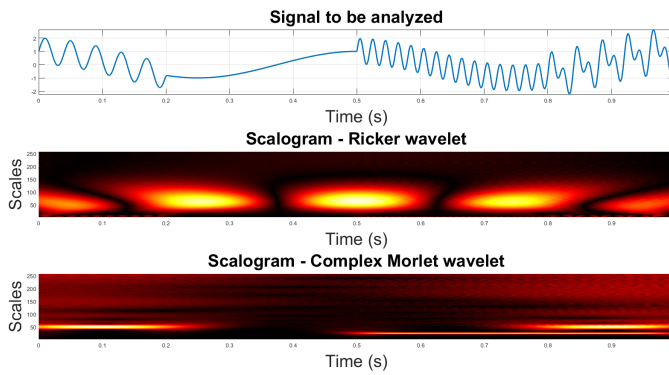 Signal to be analyzed
2
1
0
-1
-2
0 0.1 0.2 0.3 0.4 0.5 0.6 0.7 0.8 0.9
Time (s)
Scalogram - Ricker wavelet
Scales
250
200
150
100
50
0 0.1 0.2 0.3 0.4 0.5 0.6 0.7 0.8 0.9
Time (s)
Scalogram - Complex Morlet wavelet
Scales
250
200
150
100
50
0 0.1 0.2 0.3 0.4 0.5 0.6 0.7 0.8 0.9
Time (s)